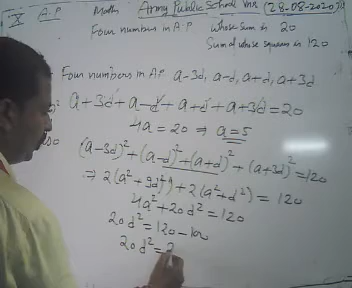 X A.P Maths Army Public School (28-08-2020)
Four numbers in A.P whose sum is 20
Sum of whose squares is 120
Four numbers in A.P a-3d, a-d, a+d, a+3d
a+3d+a-d+a+d+a+3d=20
4a=20 ⇒ a=5
(a-3d)²+(a-d)²+(a+d)²+(a+3d)²=120
⇒ 2(a²+9d²)+2(a²+d²)=120
4a²+20d²=120
20d²=120-100
20d²=2